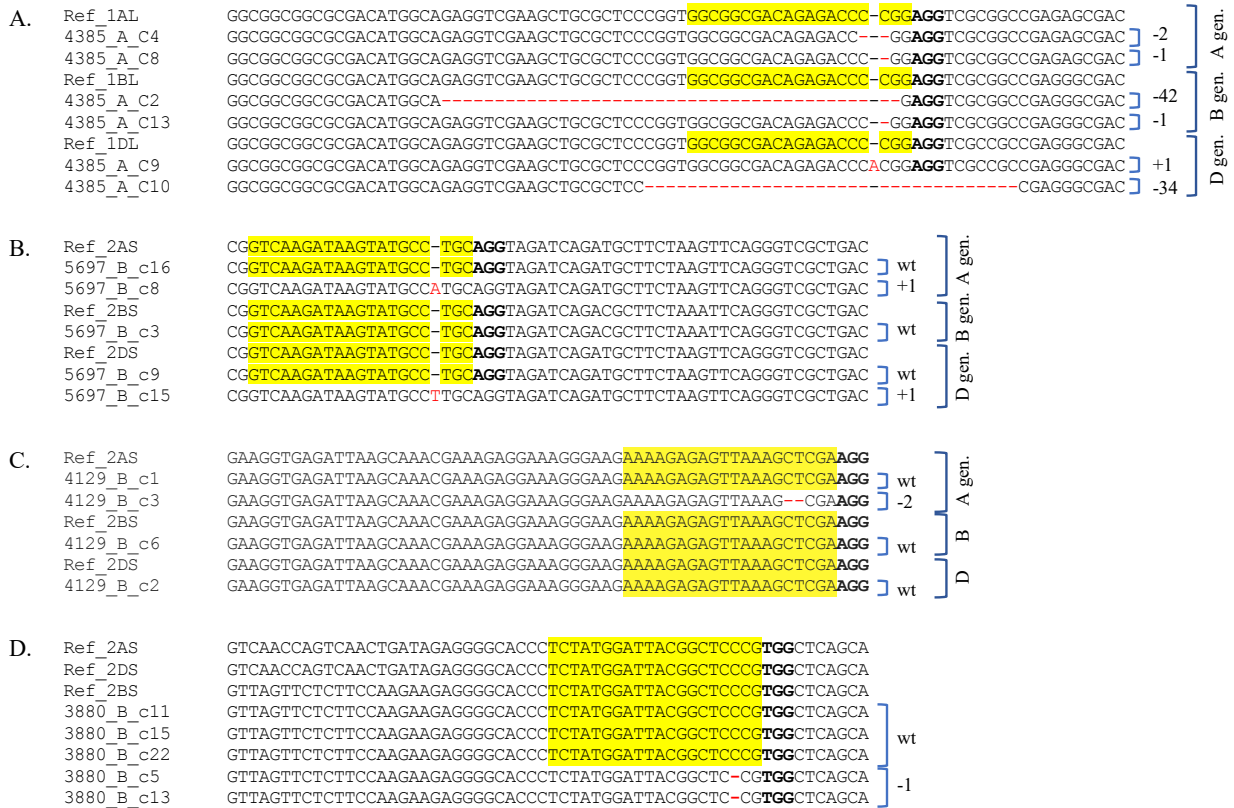 A.
Ref_1AL GGCGGCGGCGCGACATGGCAGAGGTCGAAGCTGCGCTCCCGGTGGCGGCGACAGAGACCC-CGGAGGTCGCGGCCGAGAGCGAC
4385_A_C4 GGCGGCGGCGCGACATGGCAGAGGTCGAAGCTGCGCTCCCGGTGGCGGCGACAGAGACC---GGAGGTCGCGGCCGAGAGCGAC -2
4385_A_C8 GGCGGCGGCGCGACATGGCAGAGGTCGAAGCTGCGCTCCCGGTGGCGGCGACAGAGACCC--GGAGGTCGCGGCCGAGAGCGAC -1
A gen.
Ref_1BL GGCGGCGGCGCGACATGGCAGAGGTCGAAGCTGCGCTCCCGGTGGCGGCGACAGAGACCC-CGGAGGTCGCGGCCGAGGGCGAC
4385_A_C2 GGCGGCGGCGCGACATGGCA-------------------------------------------GAGGTCGCGGCCGAGGGCGAC -42
4385_A_C13 GGCGGCGGCGCGACATGGCAGAGGTCGAAGCTGCGCTCCCGGTGGCGGCGACAGAGACCC--GGAGGTCGCGGCCGAGGGCGAC -1
B gen.
Ref_1DL GGCGGCGGCGCGACATGGCAGAGGTCGAAGCTGCGCTCCCGGTGGCGGCGACAGAGACCC-CGGAGGTCGCGGCCGAGGGCGAC
4385_A_C9 GGCGGCGGCGCGACATGGCAGAGGTCGAAGCTGCGCTCCCGGTGGCGGCGACAGAGACCCACGGAGGTCGCCGCCGAGGGCGAC +1
4385_A_C10 GGCGGCGGCGCGACATGGCAGAGGTCGAAGCTGCGCTCC-----------------------------------CGAGGGCGAC -34
D gen.
B.
Ref_2AS CGGTCAAGATAAGTATGCC-TGCAGGTAGATCAGATGCTTCTAAGTTCAGGGTCGCTGAC
5697_B_c16 CGGTCAAGATAAGTATGCC-TGCAGGTAGATCAGATGCTTCTAAGTTCAGGGTCGCTGAC wt
5697_B_c8 CGGTCAAGATAAGTATGCCATGCAGGTAGATCAGATGCTTCTAAGTTCAGGGTCGCTGAC +1
A gen.
Ref_2BS CGGTCAAGATAAGTATGCC-TGCAGGTAGATCAGACGCTTCTAAATTCAGGGTCGCTGAC
5697_B_c3 CGGTCAAGATAAGTATGCC-TGCAGGTAGATCAGACGCTTCTAAATTCAGGGTCGCTGAC wt
B gen.
Ref_2DS CGGTCAAGATAAGTATGCC-TGCAGGTAGATCAGATGCTTCTAAGTTCAGGGTCGCTGAC
5697_B_c9 CGGTCAAGATAAGTATGCC-TGCAGGTAGATCAGATGCTTCTAAGTTCAGGGTCGCTGAC wt
5697_B_c15 CGGTCAAGATAAGTATGCCTTGCAGGTAGATCAGATGCTTCTAAGTTCAGGGTCGCTGAC +1
D gen.
C.
Ref_2AS GAAGGTGAGATTAAGCAAACGAAAGAGGAAAGGGAAGAAAAGAGAGTTAAAGCTCGAAGG
4129_B_c1 GAAGGTGAGATTAAGCAAACGAAAGAGGAAAGGGAAGAAAAGAGAGTTAAAGCTCGAAGG wt
4129_B_c3 GAAGGTGAGATTAAGCAAACGAAAGAGGAAAGGGAAGAAAAGAGAGTTAAAG--CGAAGG -2
A gen.
Ref_2BS GAAGGTGAGATTAAGCAAACGAAAGAGGAAAGGGAAGAAAAGAGAGTTAAAGCTCGAAGG
4129_B_c6 GAAGGTGAGATTAAGCAAACGAAAGAGGAAAGGGAAGAAAAGAGAGTTAAAGCTCGAAGG wt
B
Ref_2DS GAAGGTGAGATTAAGCAAACGAAAGAGGAAAGGGAAGAAAAGAGAGTTAAAGCTCGAAGG
4129_B_c2 GAAGGTGAGATTAAGCAAACGAAAGAGGAAAGGGAAGAAAAGAGAGTTAAAGCTCGAAGG wt
D
D.
Ref_2AS GTCAACCAGTCAACTGATAGAGGGGCACCCTCTATGGATTACGGCTCCCGTGGCTCAGCA
Ref_2DS GTCAACCAGTCAACTGATAGAGGGGCACCCTCTATGGATTACGGCTCCCGTGGCTCAGCA
Ref_2BS GTTAGTTCTCTTCCAAGAAGAGGGGCACCCTCTATGGATTACGGCTCCCGTGGCTCAGCA
3880_B_c11 GTTAGTTCTCTTCCAAGAAGAGGGGCACCCTCTATGGATTACGGCTCCCGTGGCTCAGCA
3880_B_c15 GTTAGTTCTCTTCCAAGAAGAGGGGCACCCTCTATGGATTACGGCTCCCGTGGCTCAGCA wt
3880_B_c22 GTTAGTTCTCTTCCAAGAAGAGGGGCACCCTCTATGGATTACGGCTCCCGTGGCTCAGCA
3880_B_c5 GTTAGTTCTCTTCCAAGAAGAGGGGCACCCTCTATGGATTACGGCTC-CGTGGCTCAGCA
3880_B_c13 GTTAGTTCTCTTCCAAGAAGAGGGGCACCCTCTATGGATTACGGCTC-CGTGGCTCAGCA -1